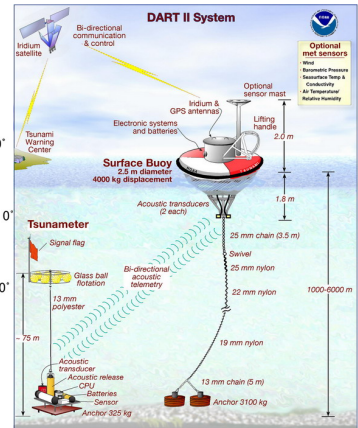 DART II System
Bi-directional
communication
& control
Iridium
satellite
NOAA
Optional
met sensors
· Wind
· Barometric Pressure
· Seasurface Temp &
Conductivity
· Air Temperature/
Relative Humidity
Optional
sensor mast
Iridium &
GPS antennas
Lifting
handle
Electronic systems
and batteries
2.0 m
Tsunami
Warning
Center
0°
Surface Buoy
2.5 m diameter
4000 kg displacement
1.8 m
Acoustic transducers
(2 each)
0°
Tsunameter
25 mm chain (3.5 m)
Signal flag
Swivel
Bi-directional
acoustic
telemetry
25 mm nylon
Glass ball
flotation
0°
22 mm nylon
1000-6000 m
13 mm
polyester
~ 75 m
19 mm nylon
Acoustic
transducer
Acoustic release
CPU
Batteries
Sensor
Anchor 325 kg
13 mm chain (5 m)
Anchor 3100 kg